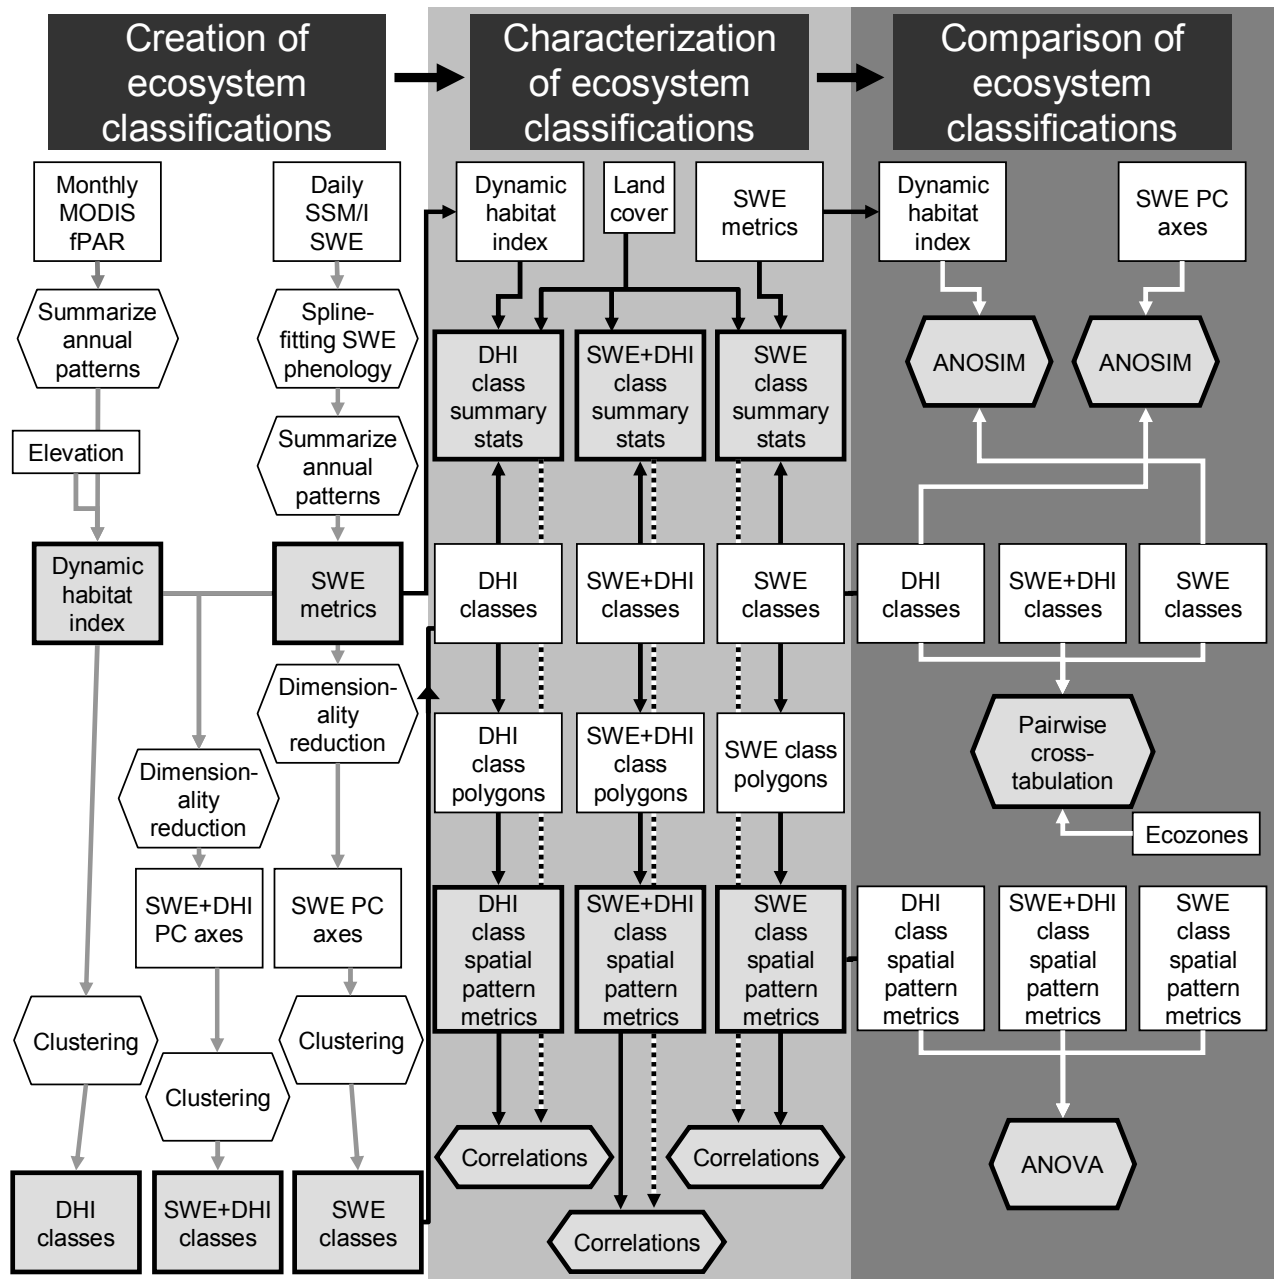 Creation of
ecosystem
classifications
Characterization
of ecosystem
classifications
Comparison of
ecosystem
classifications
Monthly
MODIS
fPAR
Daily
SSM/I
SWE
Summarize
annual
patterns
Spline-
fitting SWE
phenology
Elevation
Summarize
annual
patterns
Dynamic
habitat
index
SWE
metrics
Dimension-
ality
reduction
Dimension-
ality
reduction
SWE+DHI
PC axes
SWE PC
axes
Clustering
Clustering
Clustering
DHI
classes
SWE+DHI
classes
SWE
classes
Dynamic
habitat
index
Land
cover
SWE
metrics
DHI
class
summary
stats
SWE+DHI
class
summary
stats
SWE
class
summary
stats
DHI
classes
SWE+DHI
classes
SWE
classes
DHI
class
polygons
SWE+DHI
class
polygons
SWE class
polygons
DHI
class
spatial
pattern
metrics
SWE+DHI
class
spatial
pattern
metrics
SWE
class
spatial
pattern
metrics
Correlations
Correlations
Correlations
Dynamic
habitat
index
SWE PC
axes
ANOSIM
ANOSIM
DHI
classes
SWE+DHI
classes
SWE
classes
Pairwise
cross-
tabulation
Ecozones
DHI
class
spatial
pattern
metrics
SWE+DHI
class
spatial
pattern
metrics
SWE
class
spatial
pattern
metrics
ANOVA